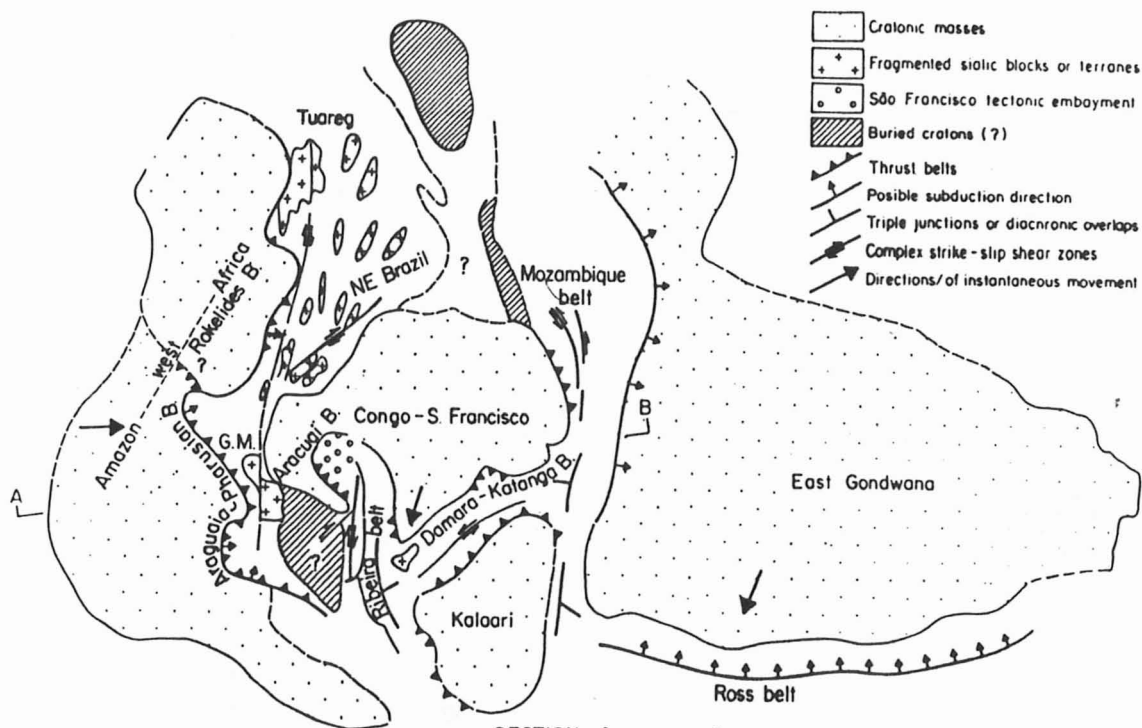 Cratonic masses
Fragmented sialic blocks or terranes
São Francisco tectonic embayment
Buried cratons (?)
Thrust belts
Posible subduction direction
Triple junctions or diacnronic overlaps
Complex strike-slip shear zones
Directions/of instantaneous movement
Tuareg
NE Brazil
?
Mozambique
belt
Amazon west Africa
Rokelides B.
?
Araguaia-Pharusian B.
G.M.
Aracuai B.
Congo-S. Francisco
B
A
East Gondwana
Damara-Katanga B.
Ribeira belt
?
Kalaari
Ross belt